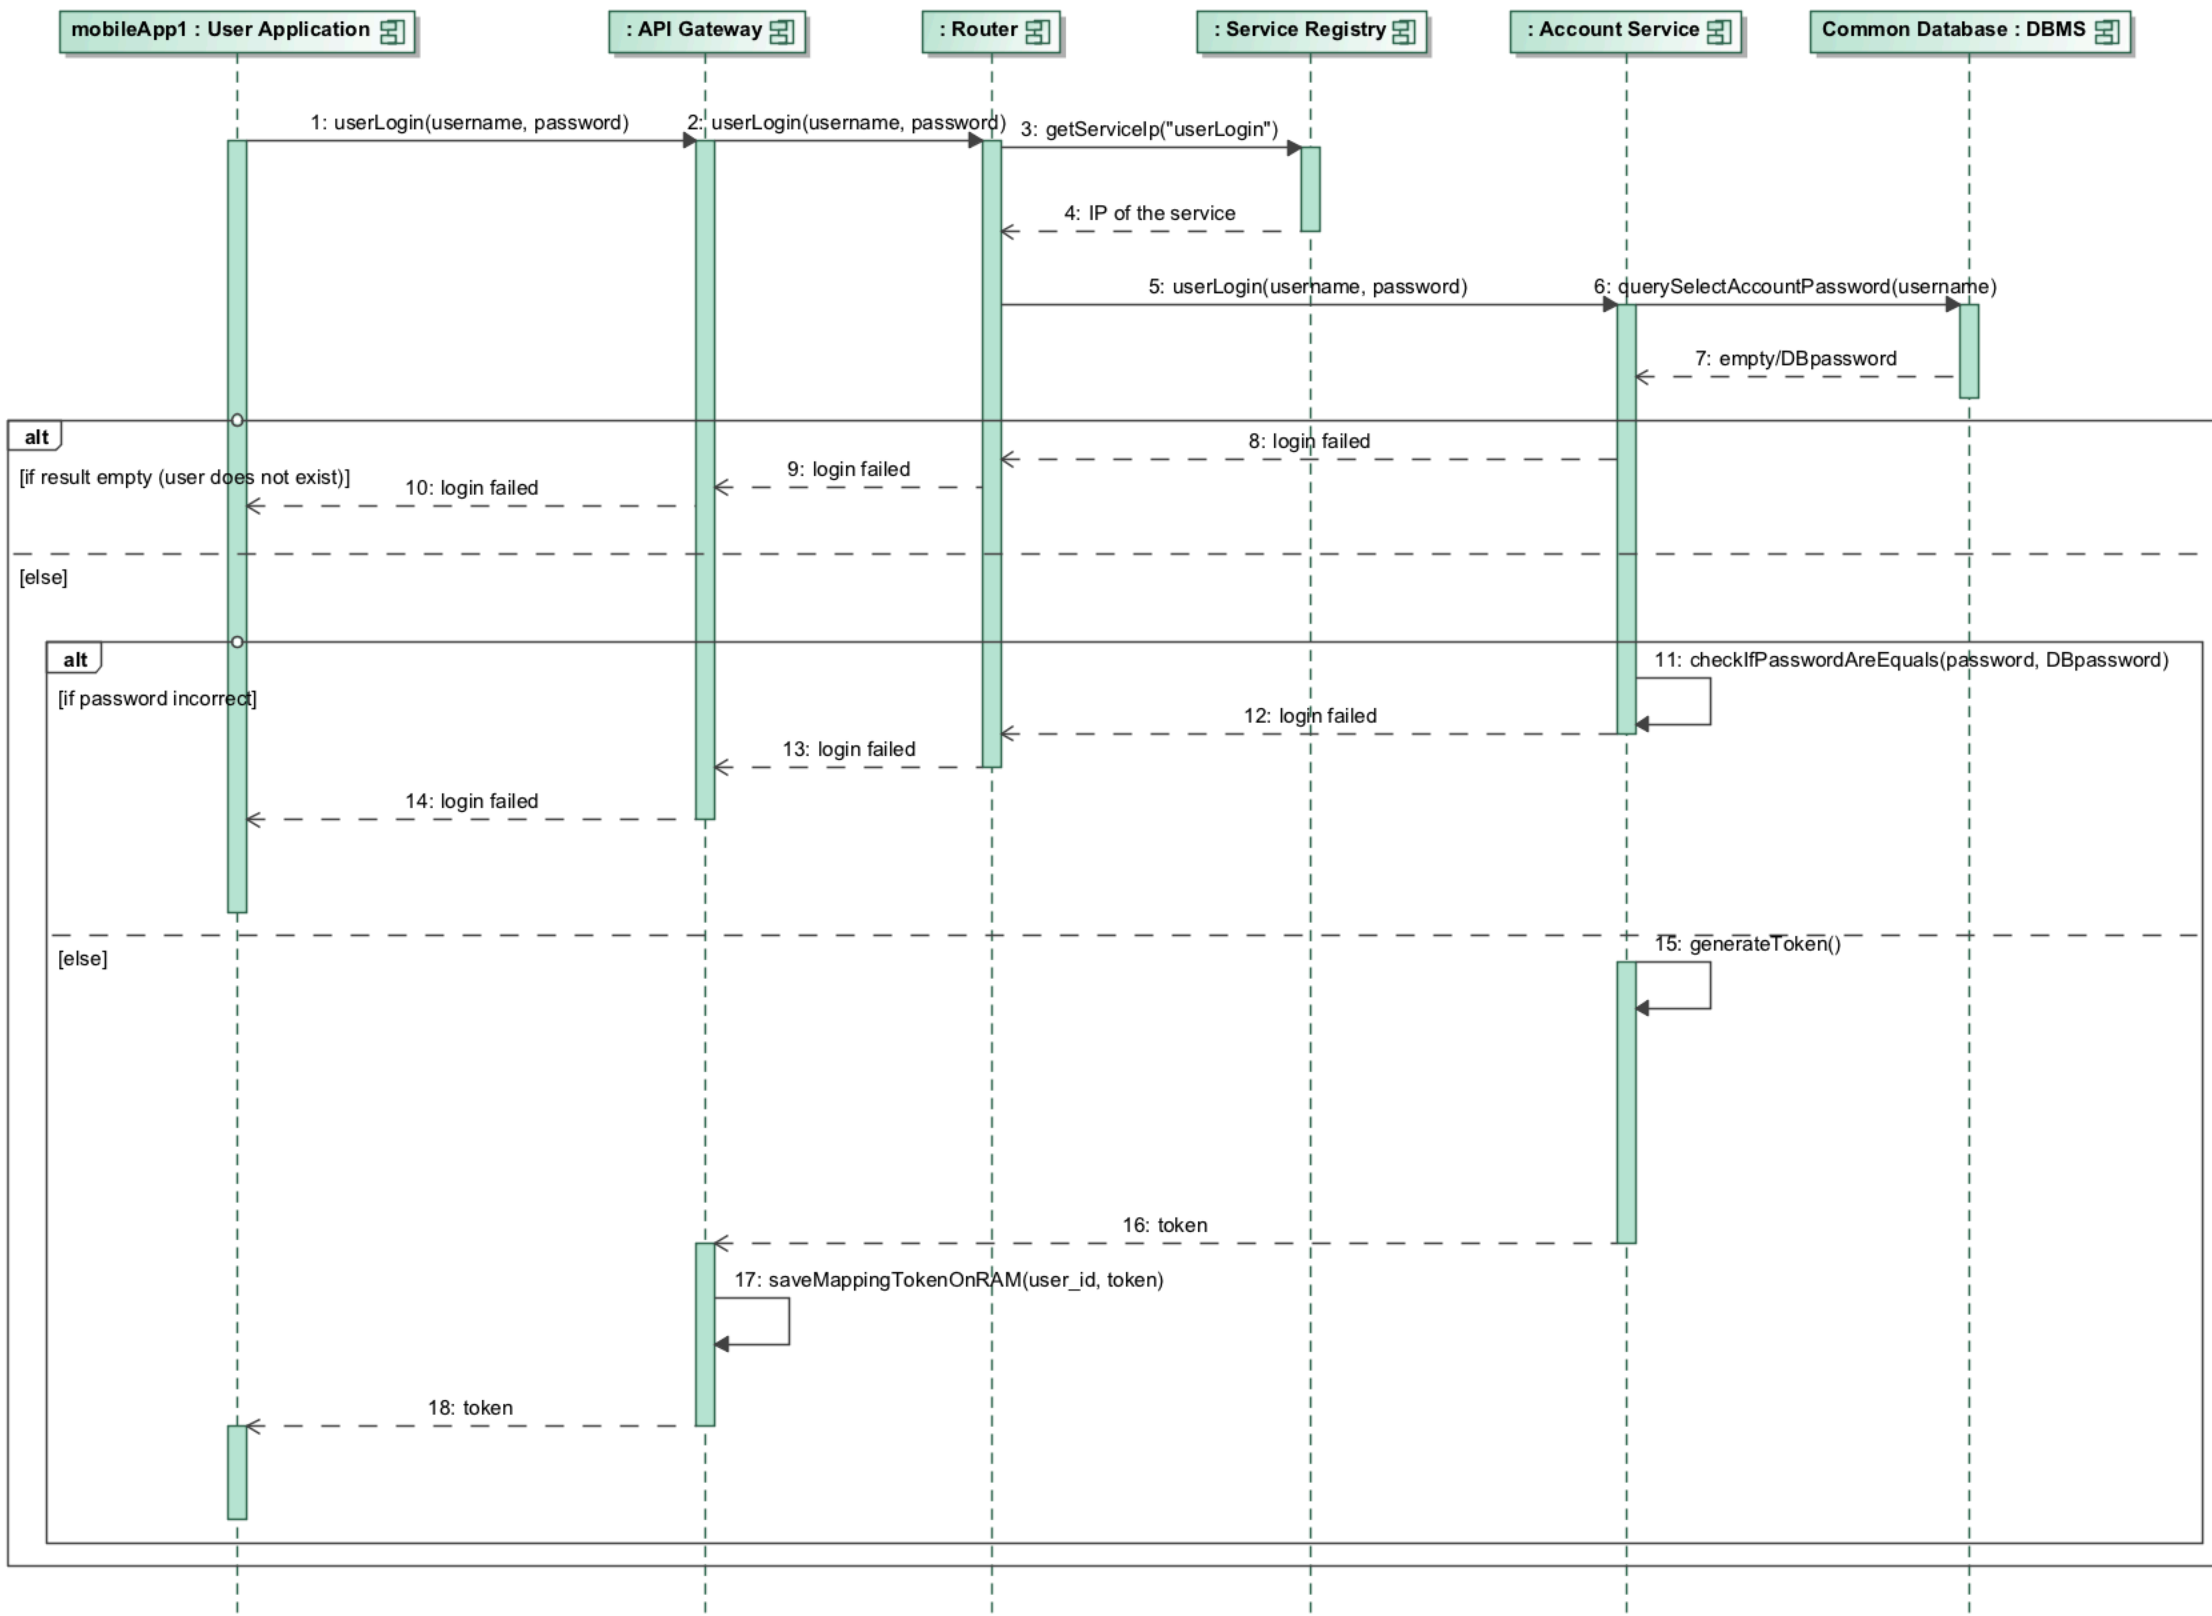 mobileApp1 : User Application
: API Gateway
: Router
: Service Registry
: Account Service
Common Database : DBMS
1: userLogin(username, password)
2: userLogin(username, password)
3: getServiceIp("userLogin")
4: IP of the service
5: userLogin(username, password)
6: querySelectAccountPassword(username)
7: empty/DBpassword
alt
[if result empty (user does not exist)]
8: login failed
9: login failed
10: login failed
[else]
alt
[if password incorrect]
11: checkIfPasswordAreEquals(password, DBpassword)
12: login failed
13: login failed
14: login failed
[else]
15: generateToken()
16: token
17: saveMappingTokenOnRAM(user_id, token)
18: token